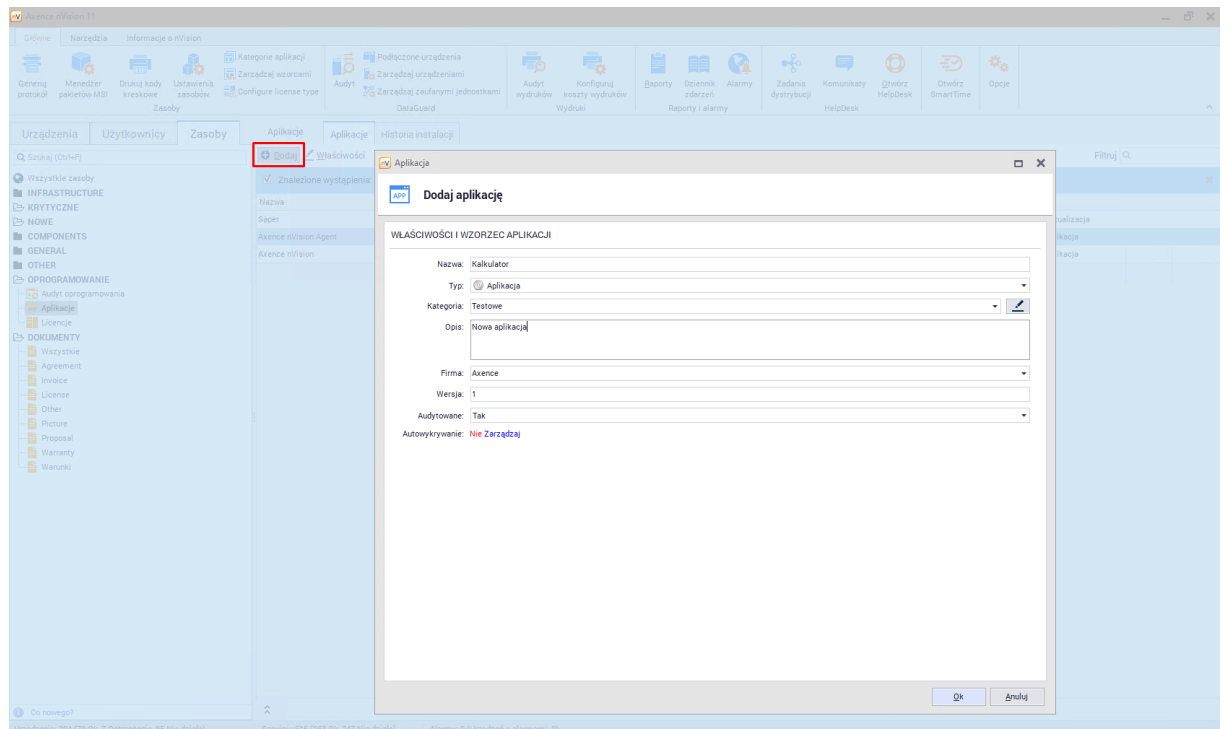 Axence nVision 11
Główne Narzędzia Informacje o nVision
Generuj protokół
Menedżer pakietów MSI
Drukuj kody kreskowe
Ustawienia zasobów
Kategorie aplikacji
Zarządzaj wzorcami
Configure license type
Zasoby
Audyt
Podłączone urządzenia
Zarządzaj urządzeniami
Zarządzaj zaufanymi jednostkami
DataGuard
Audyt wydruków
Konfiguruj koszty wydruków
Wydruki
Raporty
Dziennik zdarzeń
Alarmy
Raporty i alarmy
Zadania dystrybucji
Komunikaty
Otwórz HelpDesk
HelpDesk
Otwórz SmartTime
Opcje
Urządzenia Użytkownicy Zasoby
Aplikacje Aplikacje Historia instalacji
Szukaj (Ctrl+F)
Dodaj Właściwości
Filtruj
Wszystkie zasoby
INFRASTRUCTURE
KRYTYCZNE
NOWE
COMPONENTS
GENERAL
OTHER
OPROGRAMOWANIE
Audyt oprogramowania
Aplikacje
Licencje
DOKUMENTY
Wszystkie
Agreement
Invoice
License
Other
Picture
Proposal
Warranty
Warunki
Co nowego?
Znalezione wystąpienia:
Nazwa
Saper
Axence nVision Agent
Axence nVision
Aplikacja
APP
Dodaj aplikację
WŁAŚCIWOŚCI I WZORZEC APLIKACJI
Nazwa: Kalkulator
Typ: Aplikacja
Kategoria: Testowe
Opis: Nowa aplikacja
Firma: Axence
Wersja: 1
Audytowane: Tak
Autowykrywanie: Nie Zarządzaj
Ok Anuluj